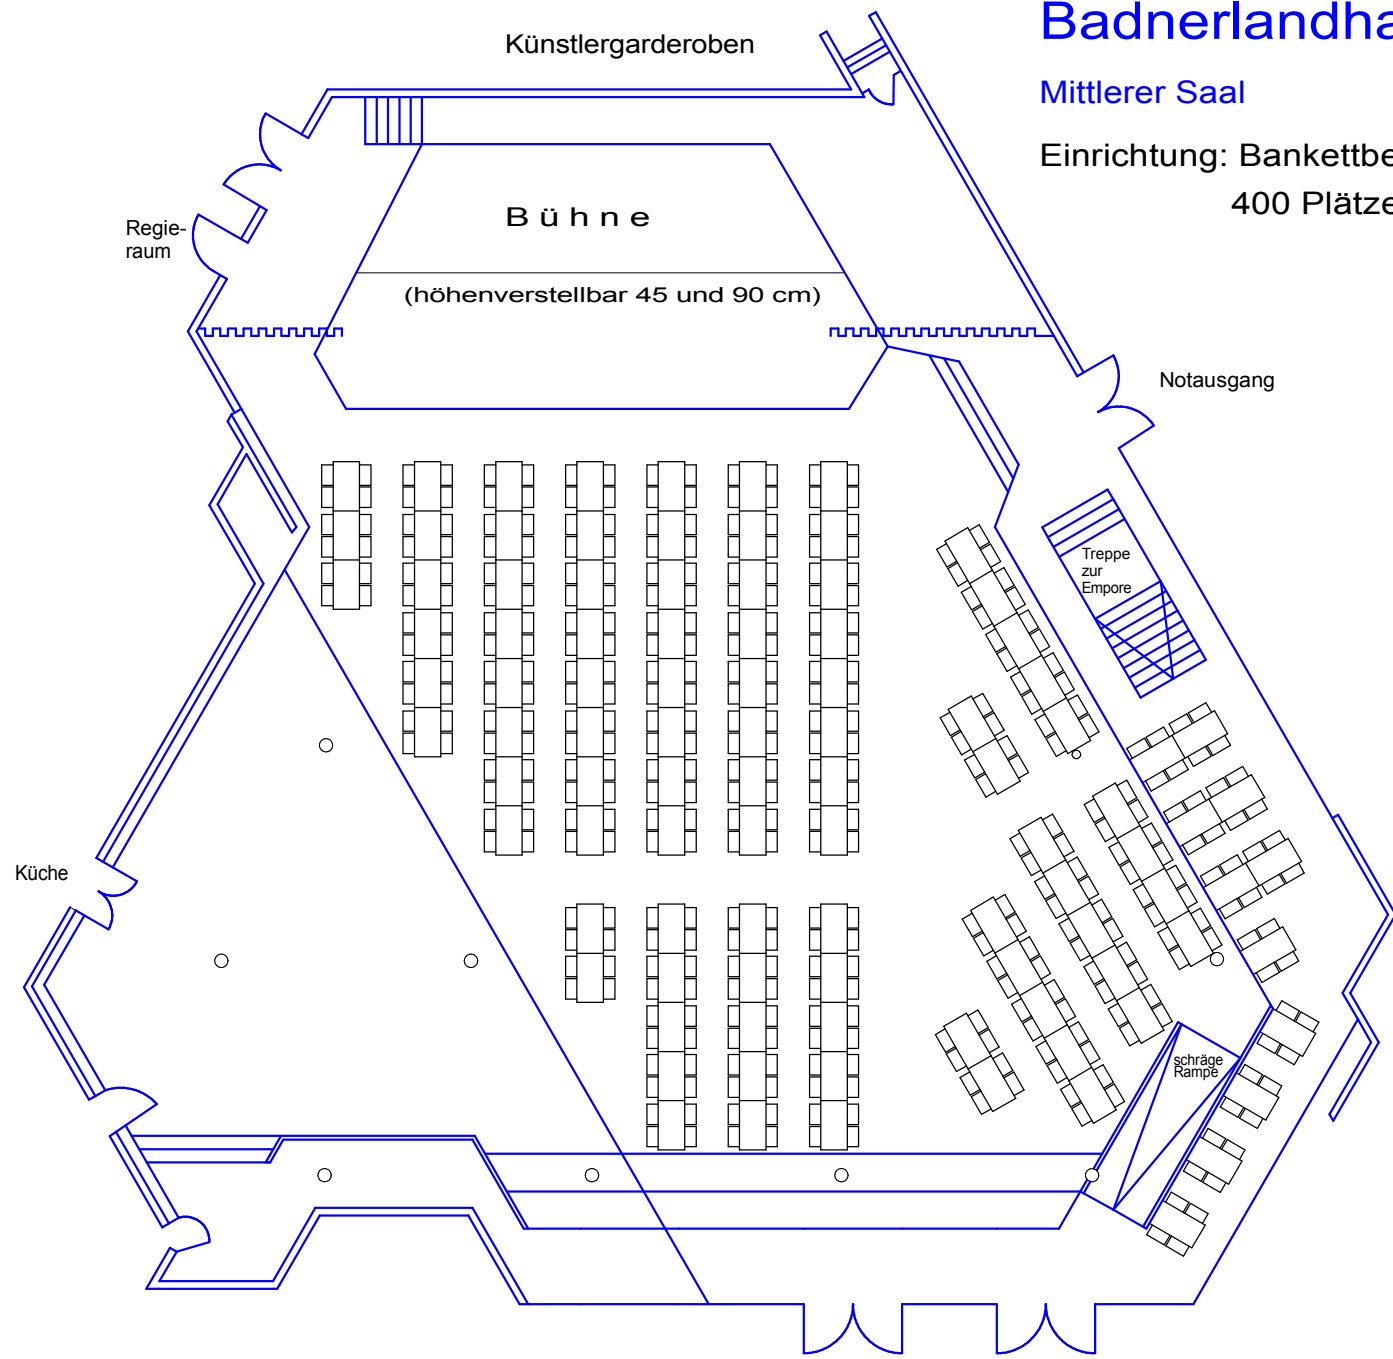 Badnerlandha
Künstlergarderoben
Mittlerer Saal
Einrichtung: Bankettbe
400 Plätze
Bühne
Regie-
raum
(höhenverstellbar 45 und 90 cm)
Notausgang
Treppe
zur
Empore
Küche
schräge
Rampe